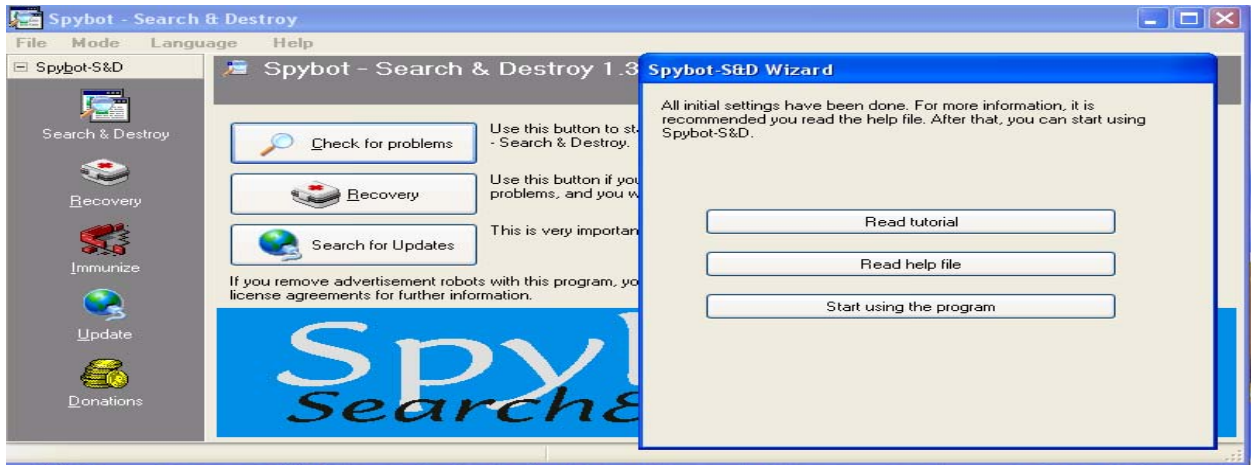 Spybot - Search & Destroy
File Mode Language Help
Spybot-S&D
Search & Destroy
Recovery
Immunize
Update
Donations
Spybot - Search & Destroy 1.3
Check for problems
Use this button to st
- Search & Destroy.
Recovery
Use this button if you
problems, and you w
Search for Updates
This is very importan
If you remove advertisement robots with this program, yo
license agreements for further information.
Spy
Search&
Spybot-S&D Wizard
All initial settings have been done. For more information, it is
recommended you read the help file. After that, you can start using
Spybot-S&D.
Read tutorial
Read help file
Start using the program